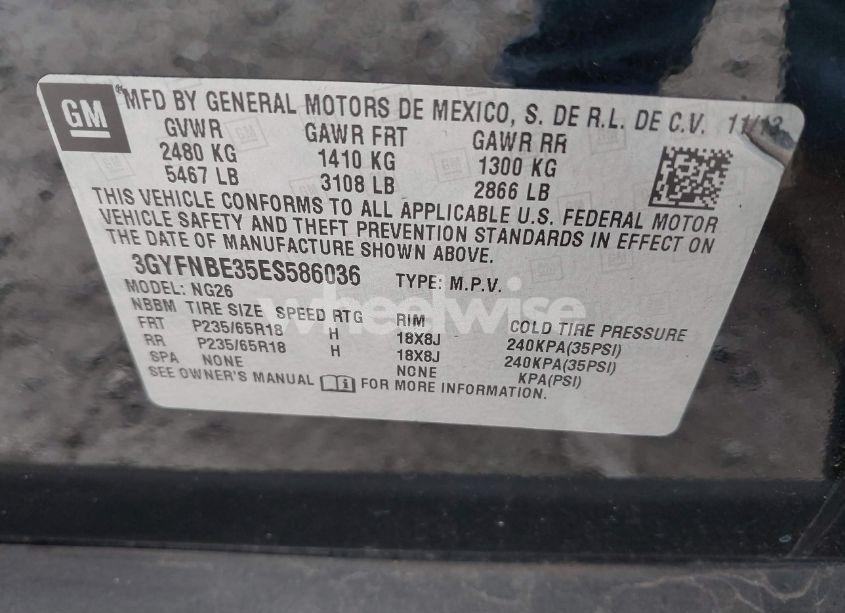 GM
MFD BY GENERAL MOTORS DE MEXICO, S. DE R.L. DE C.V. 11/13
GVWR GAWR FRT GAWR RR
2480 KG 1410 KG 1300 KG
5467 LB 3108 LB 2866 LB
THIS VEHICLE CONFORMS TO ALL APPLICABLE U.S. FEDERAL MOTOR
VEHICLE SAFETY AND THEFT PREVENTION STANDARDS IN EFFECT ON
THE DATE OF MANUFACTURE SHOWN ABOVE.
3GYFNBE35ES586036 TYPE: M.P.V.
MODEL: NG26
NBBM TIRE SIZE SPEED RTG RIM COLD TIRE PRESSURE
FRT P235/65R18 H 18X8J 240KPA(35PSI)
RR P235/65R18 H 18X8J 240KPA(35PSI)
SPA NONE NONE KPA(PSI)
SEE OWNER'S MANUAL FOR MORE INFORMATION.
wheelwise